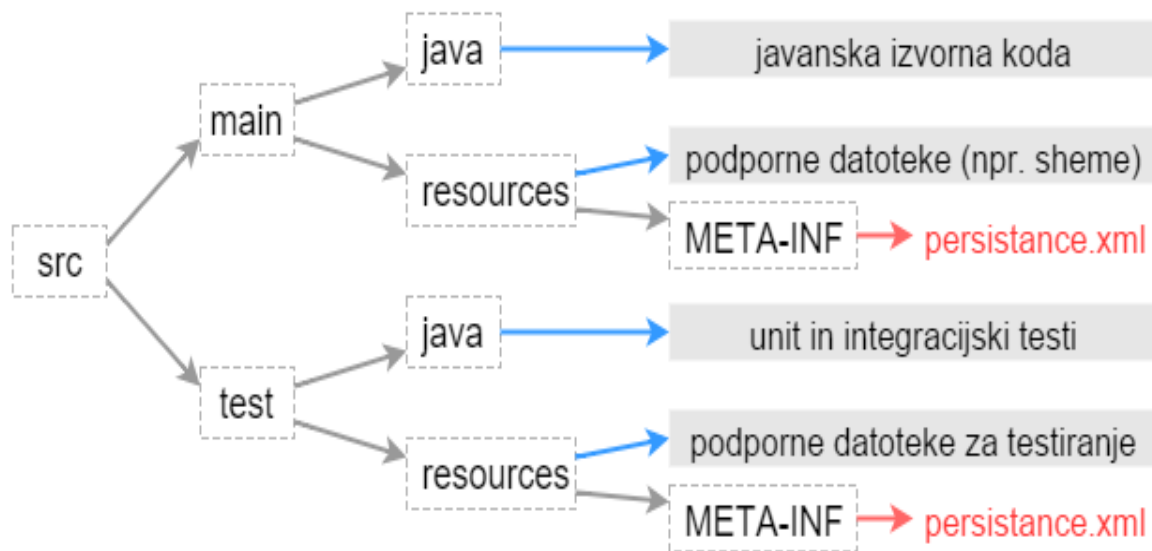 java
javanska izvorna koda
main
podporne datoteke (npr. sheme)
resources
META-INF
persistance.xml
src
java
unit in integracijski testi
test
podporne datoteke za testiranje
resources
META-INF
persistance.xml